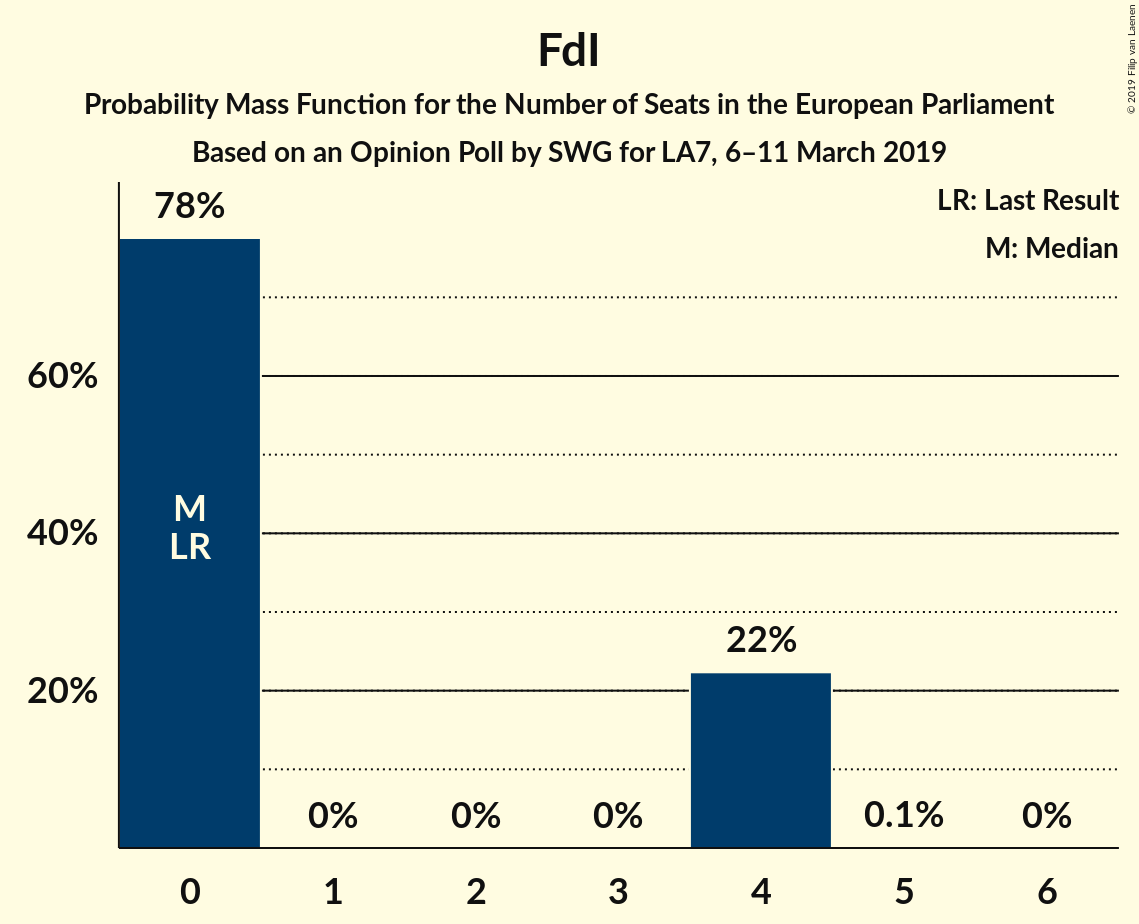 FdI
Probability Mass Function for the Number of Seats in the European Parliament
Based on an Opinion Poll by SWG for LA7, 6–11 March 2019
© 2019 Filip van Laenen
LR: Last Result
M: Median
78%
60%
40%
20%
M
LR
0%
0%
0%
22%
0.1%
0%
0
1
2
3
4
5
6